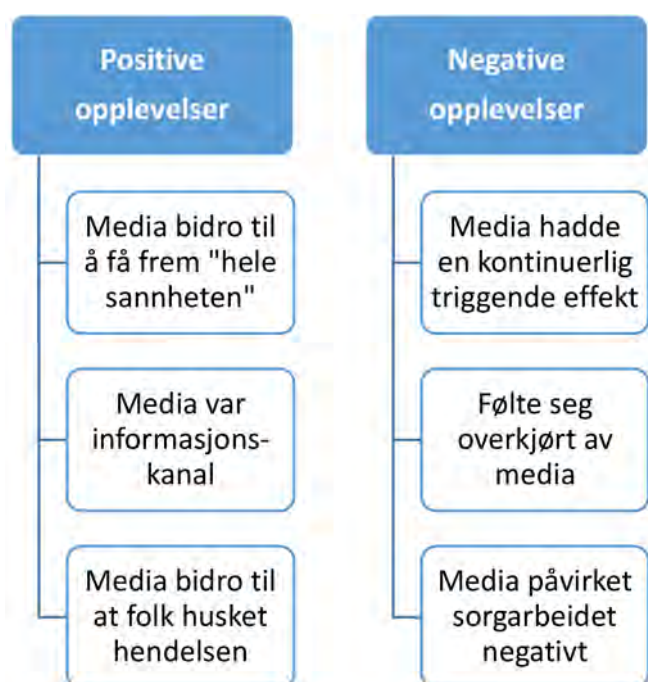 Positive
opplevelser
Media bidro til
å få frem "hele
sannheten"
Media var
informasjons-
kanal
Media bidro til
at folk husket
hendelsen
Negative
opplevelser
Media hadde
en kontinuerlig
triggende effekt
Følte seg
overkjørt av
media
Media påvirket
sorgarbeidet
negativt